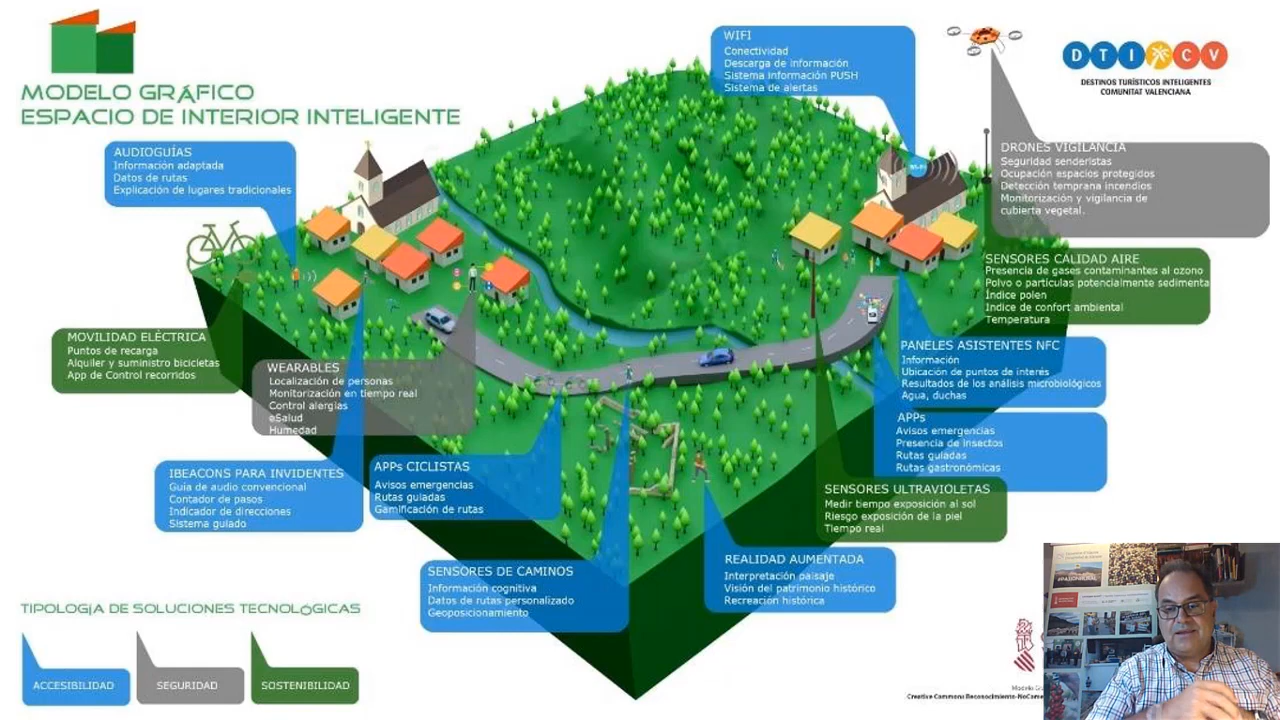 MODELO GRÁFICO
ESPACIO DE INTERIOR INTELIGENTE
WIFI
Conectividad
Descarga de información
Sistema información PUSH
Sistema de alertas
DTI CV
DESTINOS TURÍSTICOS INTELIGENTES
COMUNITAT VALENCIANA
AUDIOGUÍAS
Información adaptada
Datos de rutas
Explicación de lugares tradicionales
DRONES VIGILANCIA
Seguridad senderistas
Ocupación espacios protegidos
Detección temprana incendios
Monitorización y vigilancia de
cubierta vegetal.
Wi-Fi
SENSORES CALIDAD AIRE
Presencia de gases contaminantes al ozono
Polvo o partículas potencialmente sedimenta
Índice polen
Indice de confort ambiental
Temperatura
MOVILIDAD ELÉCTRICA
Puntos de recarga
Alquiler y suministro bicicletas
App de Control recorridos
WEARABLES
Localización de personas
Monitorización en tiempo real
Control alergias
eSalud
Humedad
PANELES ASISTENTES NFC
Información
Ubicación de puntos de interés
Resultados de los análisis microbiológicos
Agua, duchas
APPs
Avisos emergencias
Presencia de insectos
Rutas guiadas
Rutas gastronómicas
IBEACONS PARA INVIDENTES
Guía de audio convencional
Contador de pasos
Indicador de direcciones
Sistema guiado
APPs CICLISTAS
Avisos emergencias
Rutas guiadas
Gamificación de rutas
SENSORES ULTRAVIOLETAS
Medir tiempo exposición al sol
Riesgo exposición de la piel
Tiempo real
SENSORES DE CAMINOS
Información cognitiva
Datos de rutas personalizado
Geoposicionamiento
REALIDAD AUMENTADA
Interpretación paisaje
Visión del patrimonio histórico
Recreación histórica
TIPOLOGÍA DE SOLUCIONES TECNOLÓGICAS
ACCESIBILIDAD
SEGURIDAD
SOSTENIBILIDAD
Creative Commons Reconocimiento-NoCome